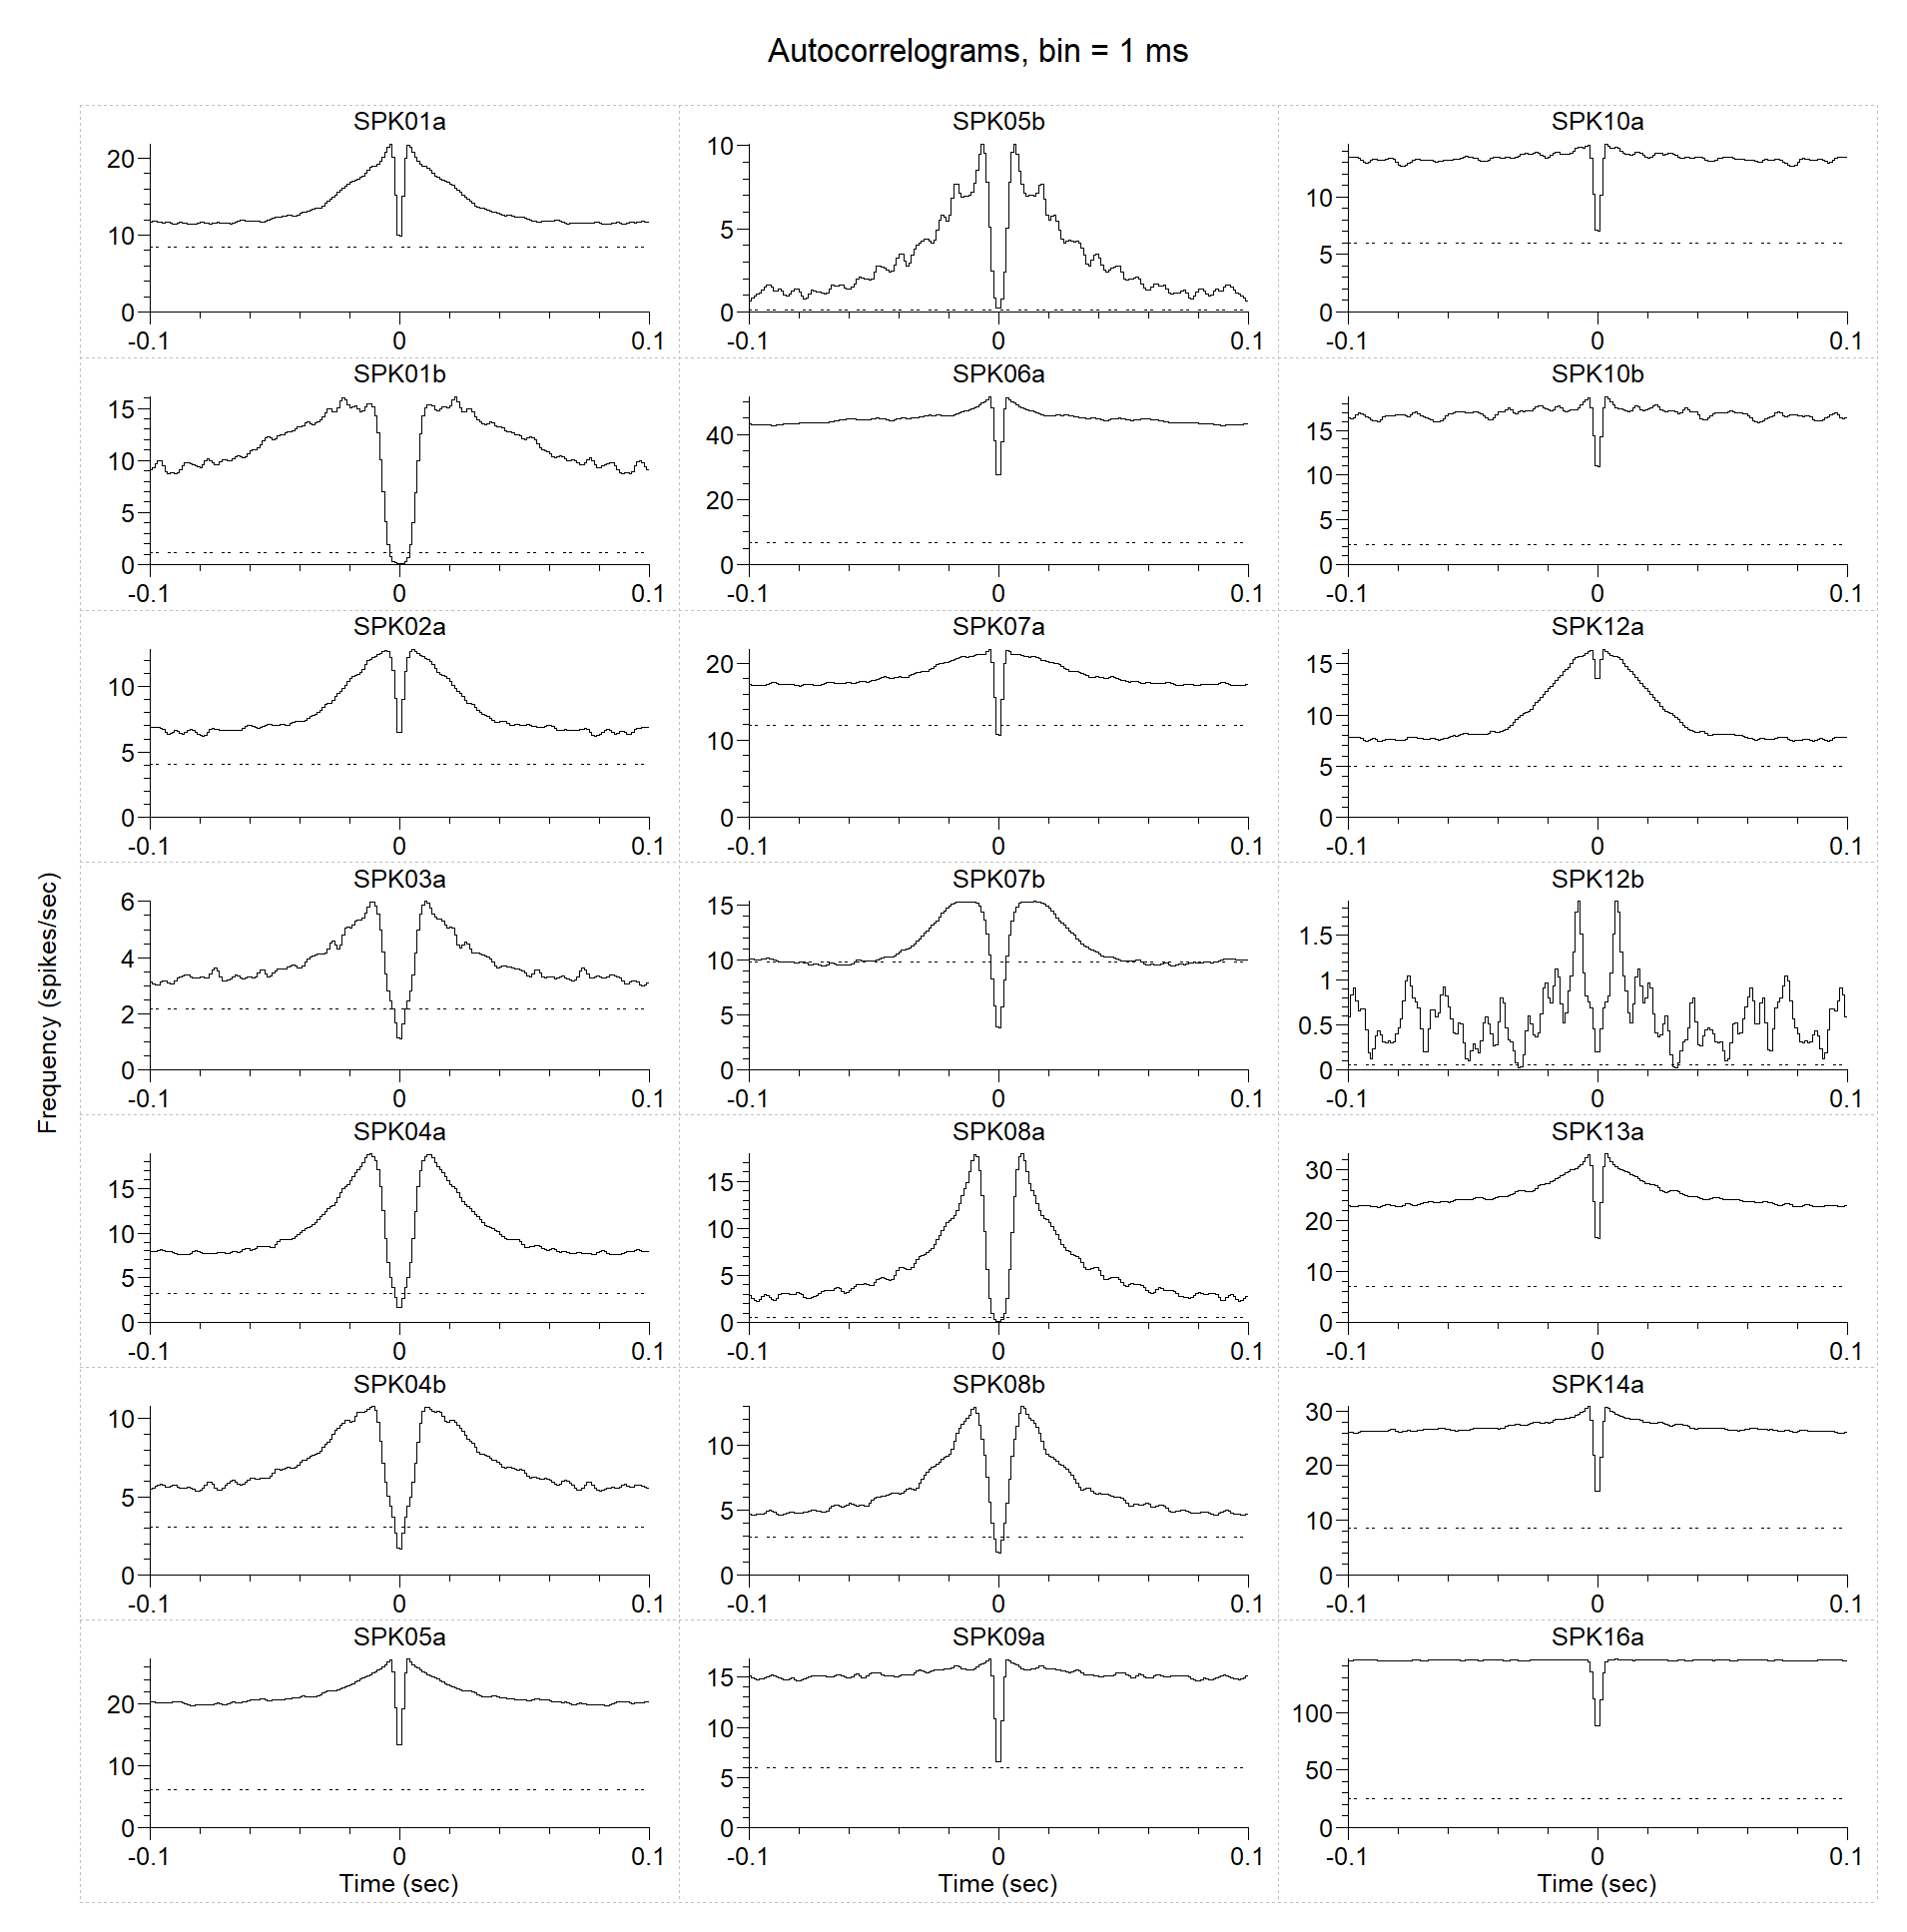 Autocorrelograms, bin = 1 ms
SPK01a
20
10
0
-0.1 0 0.1
SPK05b
10
5
0
-0.1 0 0.1
SPK10a
10
5
0
-0.1 0 0.1
SPK01b
15
10
5
0
-0.1 0 0.1
SPK06a
40
20
0
-0.1 0 0.1
SPK10b
15
10
5
0
-0.1 0 0.1
SPK02a
10
5
0
-0.1 0 0.1
SPK07a
20
10
0
-0.1 0 0.1
SPK12a
15
10
5
0
-0.1 0 0.1
Frequency (spikes/sec)
SPK03a
6
4
2
0
-0.1 0 0.1
SPK07b
15
10
5
0
-0.1 0 0.1
SPK12b
1.5
1
0.5
0
-0.1 0 0.1
SPK04a
15
10
5
0
-0.1 0 0.1
SPK08a
15
10
5
0
-0.1 0 0.1
SPK13a
30
20
10
0
-0.1 0 0.1
SPK04b
10
5
0
-0.1 0 0.1
SPK08b
10
5
0
-0.1 0 0.1
SPK14a
30
20
10
0
-0.1 0 0.1
SPK05a
20
10
0
-0.1 0 0.1
Time (sec)
SPK09a
15
10
5
0
-0.1 0 0.1
Time (sec)
SPK16a
100
50
0
-0.1 0 0.1
Time (sec)